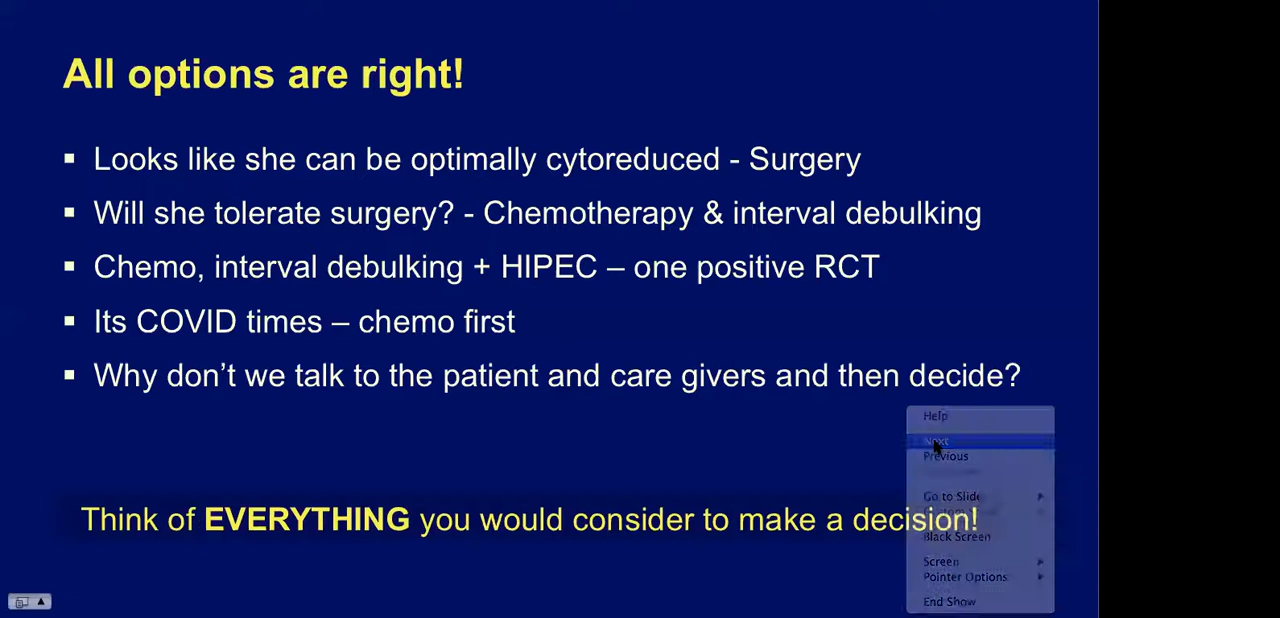 All options are right!
▪ Looks like she can be optimally cytoreduced - Surgery
▪ Will she tolerate surgery? - Chemotherapy & interval debulking
▪ Chemo, interval debulking + HIPEC – one positive RCT
▪ Its COVID times – chemo first
▪ Why don’t we talk to the patient and care givers and then decide?
Help
Next
Previous
Go to Slide
Think of EVERYTHING you would consider to make a decision!
Black Screen
Screen
Pointer Options
End Show